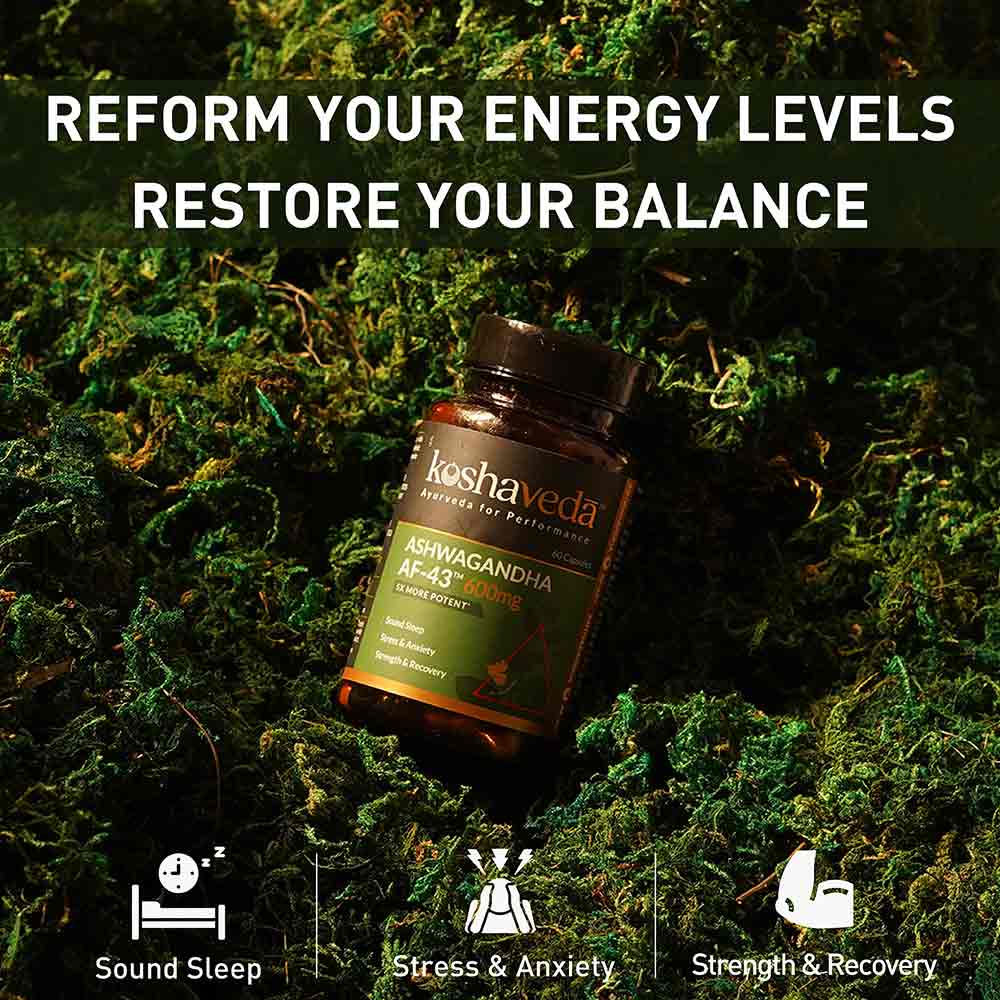 REFORM YOUR ENERGY LEVELS
RESTORE YOUR BALANCE
koshavedā™
Ayurveda for Performance
60 Capsules
ASHWAGANDHA
AF-43™ 600mg
5X MORE POTENT*
Sound Sleep
Stress & Anxiety
Strength & Recovery
z z
Sound Sleep
Stress & Anxiety
Strength & Recovery